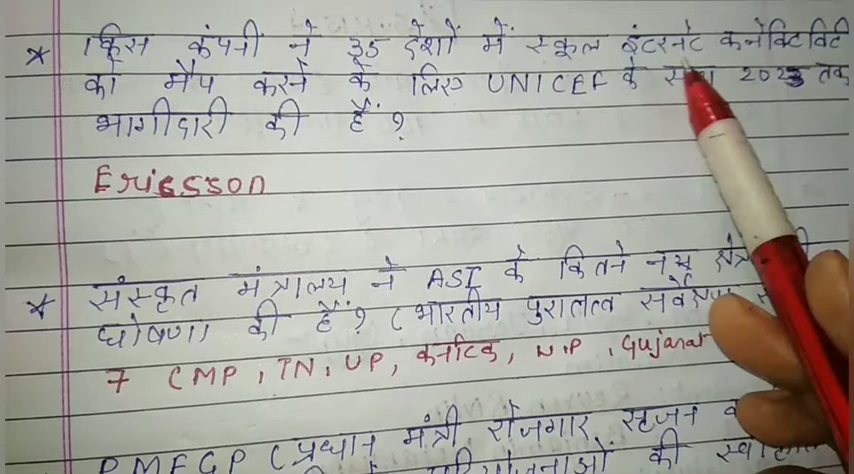 * किस कंपनी ने 35 देशों में स्कूल इंटरनेट कनेक्टिविटि
को मैप करने के लिए UNICEF के 2023 तक
भागीदारी की हैं ?
Ericsson
* संस्कृत मंत्रालय ने ASI के कितने नए
घोषणा की हैं ? ( भारतीय पुरातत्व सर्वेक्षण
7 (MP, TN, UP, कर्नाटक, Gujarat
PMEGP ( प्रधान मंत्री रोजगार सृजन
की